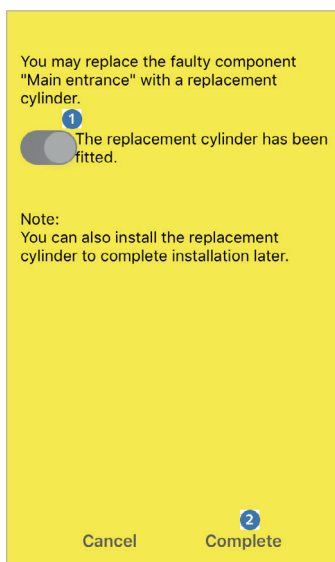 You may replace the faulty component
"Main entrance" with a replacement
cylinder.
1
The replacement cylinder has been
fitted.
Note:
You can also install the replacement
cylinder to complete installation later.
2
Cancel Complete